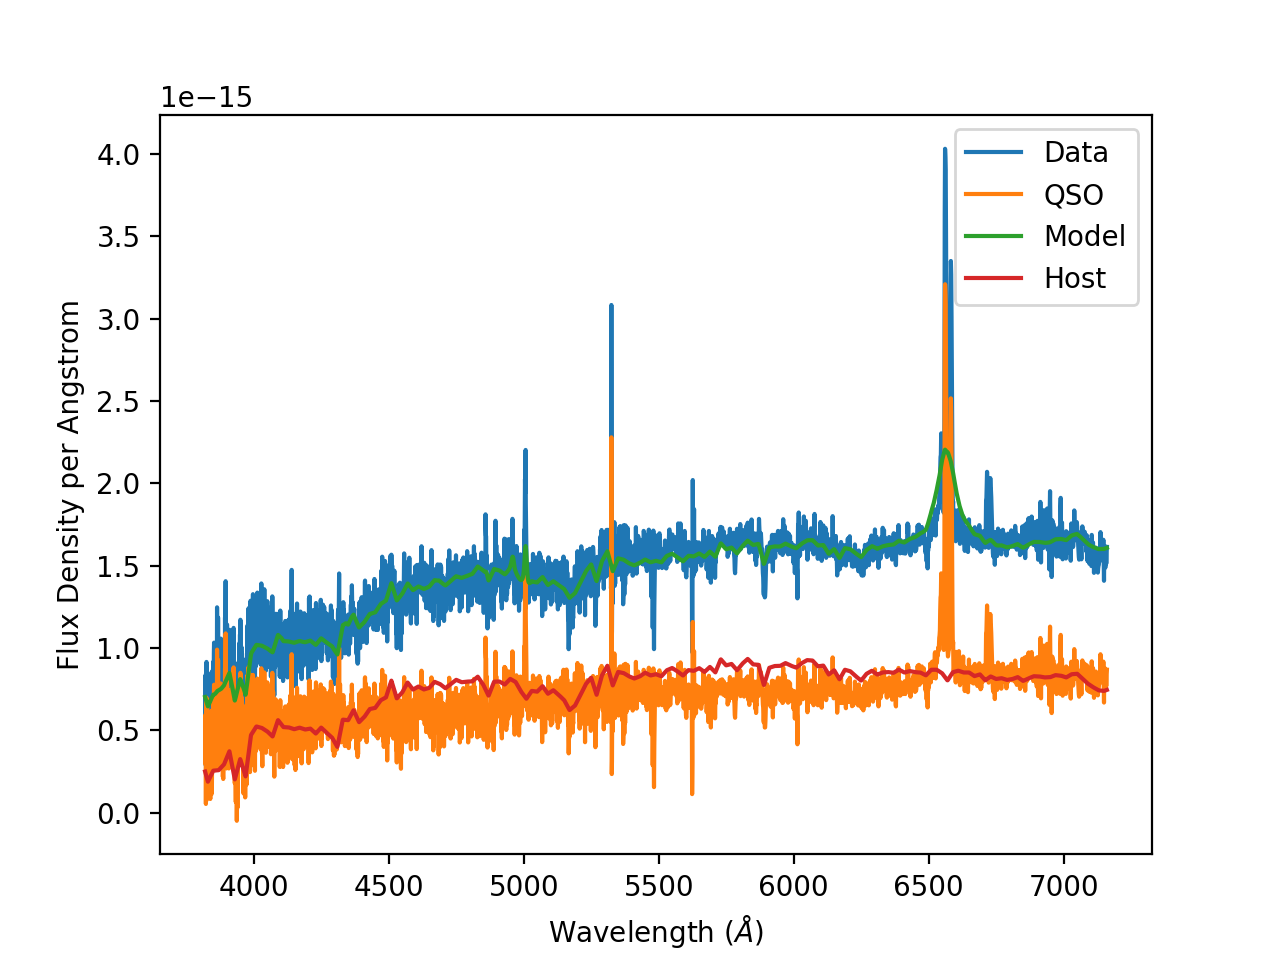 1e−15
Flux Density per Angstrom
4.0
3.5
3.0
2.5
2.0
1.5
1.0
0.5
0.0
Data
QSO
Model
Host
4000 4500 5000 5500 6000 6500 7000
Wavelength (Å)